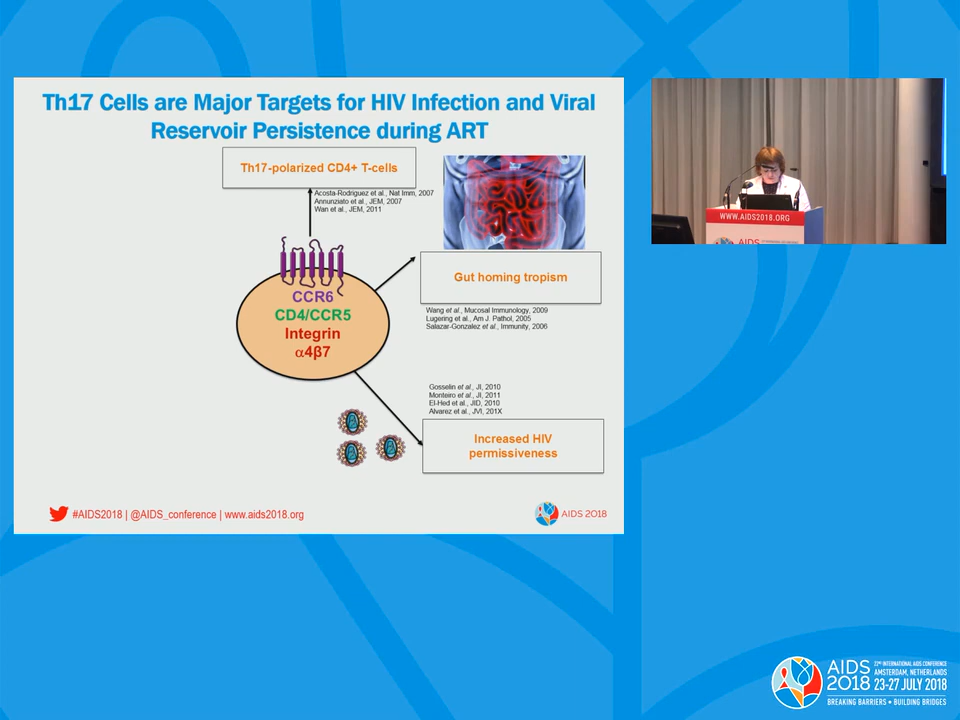 Th17 Cells are Major Targets for HIV Infection and Viral
Reservoir Persistence during ART
Th17-polarized CD4+ T-cells
Acosta-Rodriguez et al., Nat Imm, 2007
Annunziato et al., JEM, 2007
Wan et al., JEM, 2011
CCR6
CD4/CCR5
Integrin
α4β7
Gut homing tropism
Wang et al., Mucosal Immunology, 2009
Lugering et al., Am J. Pathol, 2005
Salazar-Gonzalez et al., Immunity, 2006
Gosselin et al., JI, 2010
Monteiro et al., JI, 2011
El-Hed et al., JID, 2010
Alvarez et al., JVI, 201X
Increased HIV
permissiveness
#AIDS2018 | @AIDS_conference | www.aids2018.org
AIDS 2018
WWW.AIDS2018.ORG
AIDS
AIDS
2018
22ND INTERNATIONAL AIDS CONFERENCE
AMSTERDAM, NETHERLANDS
23-27 JULY 2018
BREAKING BARRIERS • BUILDING BRIDGES